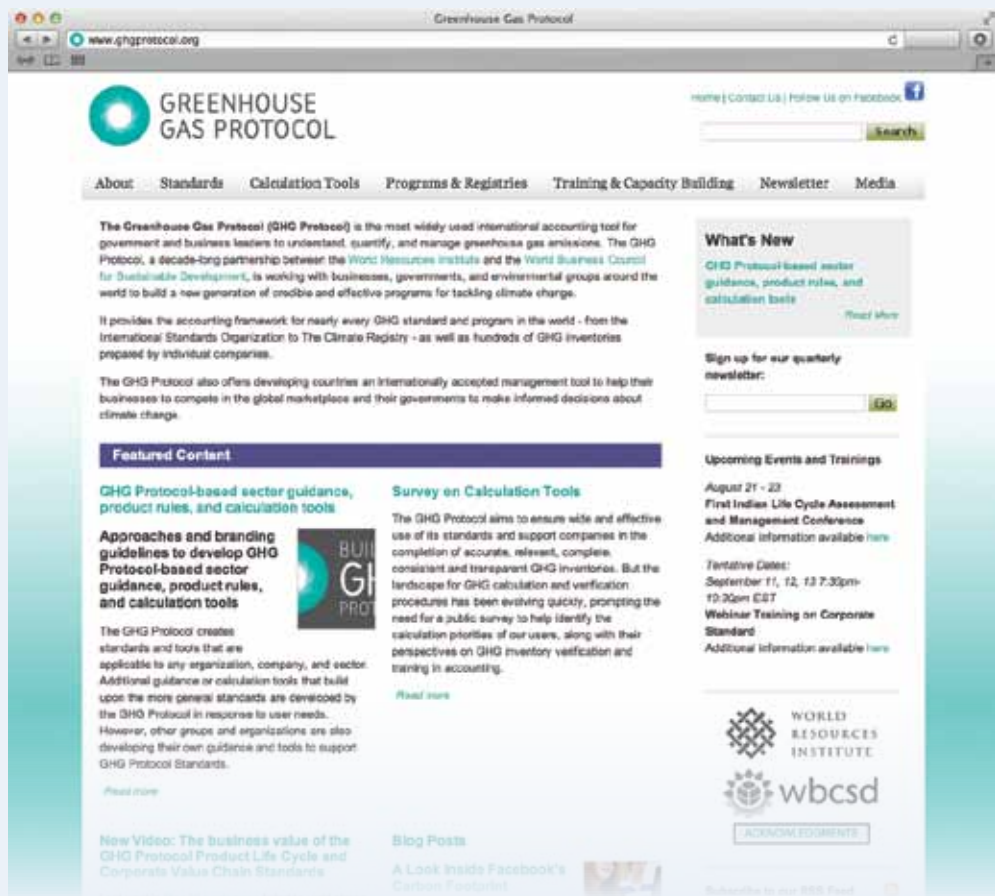 Greenhouse Gas Protocol
www.ghgprotocol.org
GREENHOUSE
GAS PROTOCOL
Home | Contact Us | Follow Us on Facebook
Search
About Standards Calculation Tools Programs & Registries Training & Capacity Building Newsletter Media
The Greenhouse Gas Protocol (GHG Protocol) is the most widely used international accounting tool for
government and business leaders to understand, quantify, and manage greenhouse gas emissions. The GHG
Protocol, a decade-long partnership between the World Resources Institute and the World Business Council
for Sustainable Development, is working with businesses, governments, and environmental groups around the
world to build a new generation of credible and effective programs for tackling climate change.
It provides the accounting framework for nearly every GHG standard and program in the world - from the
International Standards Organization to The Climate Registry - as well as hundreds of GHG inventories
prepared by individual companies.
The GHG Protocol also offers developing countries an internationally accepted management tool to help their
businesses to compete in the global marketplace and their governments to make informed decisions about
climate change.
Featured Content
GHG Protocol-based sector guidance,
product rules, and calculation tools
Approaches and branding
guidelines to develop GHG
Protocol-based sector
guidance, product rules,
and calculation tools
BUI
GH
PROT
The GHG Protocol creates
standards and tools that are
applicable to any organization, company, and sector.
Additional guidance or calculation tools that build
upon the more general standards are developed by
the GHG Protocol in response to user needs.
However, other groups and organizations are also
developing their own guidance and tools to support
GHG Protocol Standards.
Read more
Survey on Calculation Tools
The GHG Protocol aims to ensure wide and effective
use of its standards and support companies in the
completion of accurate, relevant, complete,
consistent and transparent GHG inventories. But the
landscape for GHG calculation and verification
procedures has been evolving quickly, prompting the
need for a public survey to help identify the
calculation priorities of our users, along with their
perspectives on GHG inventory verification and
training in accounting.
Read more
New Video: The business value of the
GHG Protocol Product Life Cycle and
Corporate Value Chain Standards
Blog Posts
A Look Inside Facebook's
Carbon Footprint
What's New
GHG Protocol-based sector
guidance, product rules, and
calculation tools
Read More
Sign up for our quarterly
newsletter:
Go
Upcoming Events and Trainings
August 21 - 23
First Indian Life Cycle Assessment
and Management Conference
Additional information available here
Tentative Dates:
September 11, 12, 13 7:30pm-
10:30pm EST
Webinar Training on Corporate
Standard
Additional information available here
WORLD
RESOURCES
INSTITUTE
wbcsd
ACKNOWLEDGMENTS
Subscribe to our RSS Feed